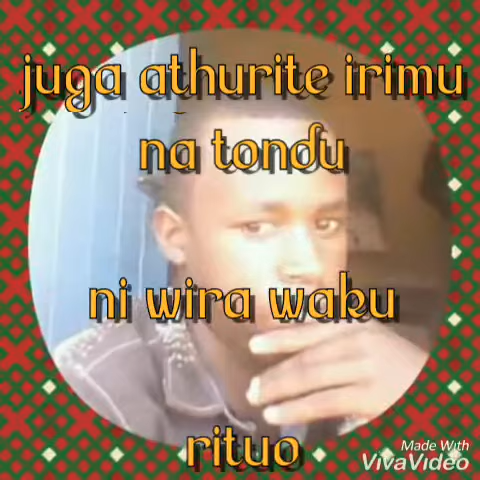 juga athurite irimu
na tondu
ni wira waku
rituo
Made With
VivaVideo